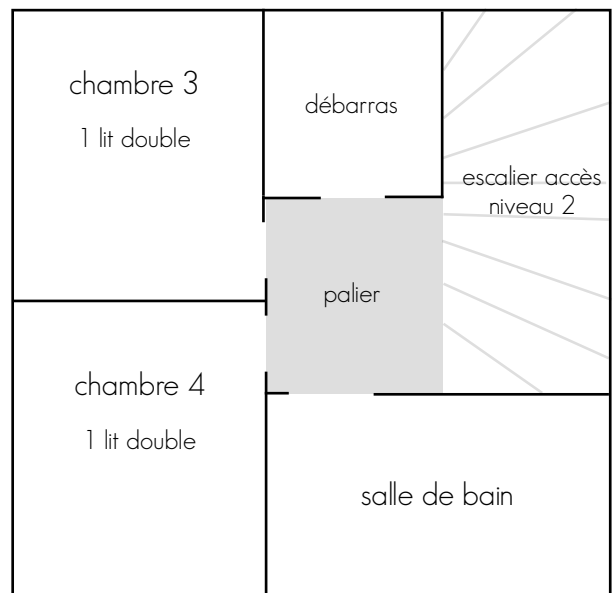 chambre 3
1 lit double
débarras
escalier accès
niveau 2
palier
chambre 4
1 lit double
salle de bain